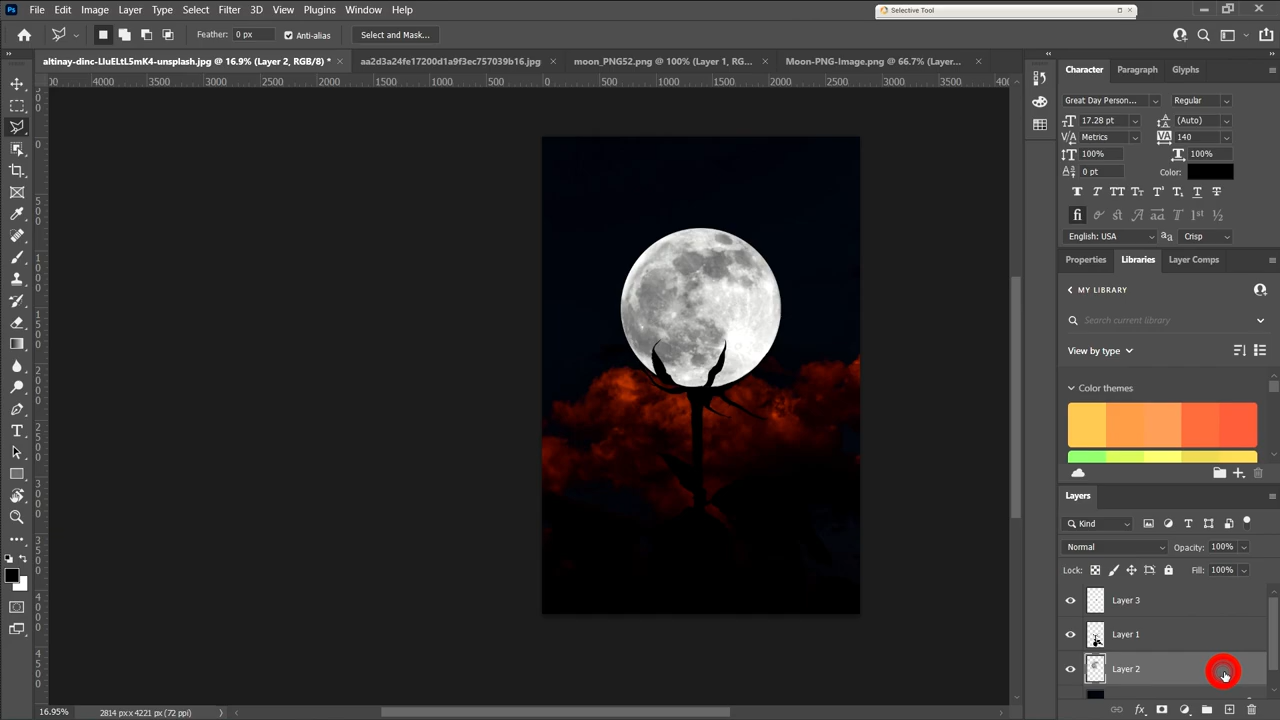 Ps File Edit Image Layer Type Select Filter 3D View Plugins Window Help
Selective Tool
Feather: 0 px Anti-alias Select and Mask...
altinay-dinc-LluELtL5mK4-unsplash.jpg @ 16.9% (Layer 2, RGB/8) *
aa2d3a24fe17200d1a9f3ec757039b16.jpg
moon_PNG52.png @ 100% (Layer 1, RG...
Moon-PNG-Image.png @ 66.7% (Layer...
3000 2500 2000 1500 1000 500 0 500 1000 1500 2000 2500 3000 3500
Character Paragraph Glyphs
Great Day Person... Regular
17.28 pt (Auto)
Metrics 140
100% 100%
0 pt Color:
English: USA Crisp
Properties Libraries Layer Comps
MY LIBRARY
Search current library
View by type
Color themes
Layers
Kind
Normal Opacity: 100%
Lock: Fill: 100%
Layer 3
Layer 1
Layer 2
16.95% 2814 px x 4221 px (72 ppi)